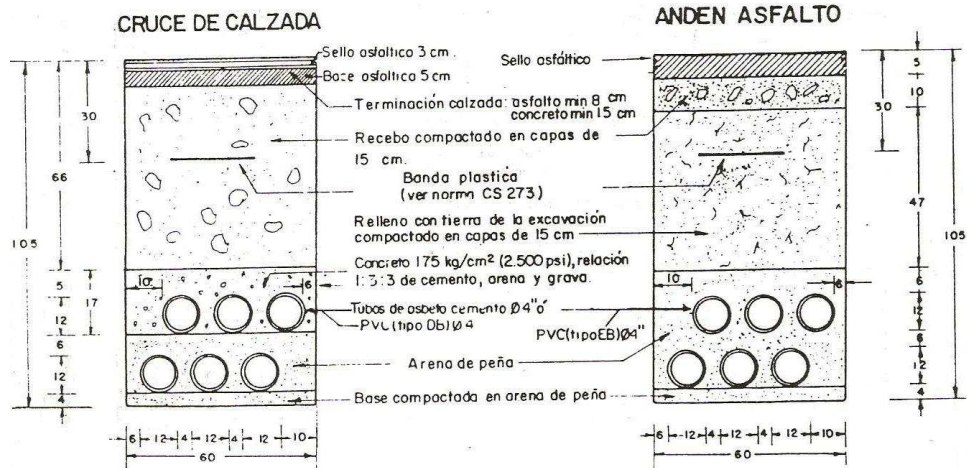 CRUCE DE CALZADA
ANDEN ASFALTO
Sello asfaltico 3 cm.
Base asfaltica 5 cm
Terminación calzada: asfalto min 8 cm
concreto min 15 cm
Recebo compactado en capas de
15 cm.
Banda plastica
(ver norma CS 273)
Relleno con tierra de la excavación
compactado en capas de 15 cm
Concreto 175 kg/cm² (2.500 psi), relación
1:3:3 de cemento, arena y grava.
Tubos de asbeto cemento Ø4"ó
PVC (tipo Db) Ø4
PVC (tipo EB) Ø4"
Arena de peña
Base compactada en arena de peña
Sello asfáltico
30
66
105
5
12
6
12
4
17
10
6
6 12 4 12 4 12 10
60
5
10
30
47
105
10
6
6
12
6
12
4
6 12 4 12 4 12 10
60